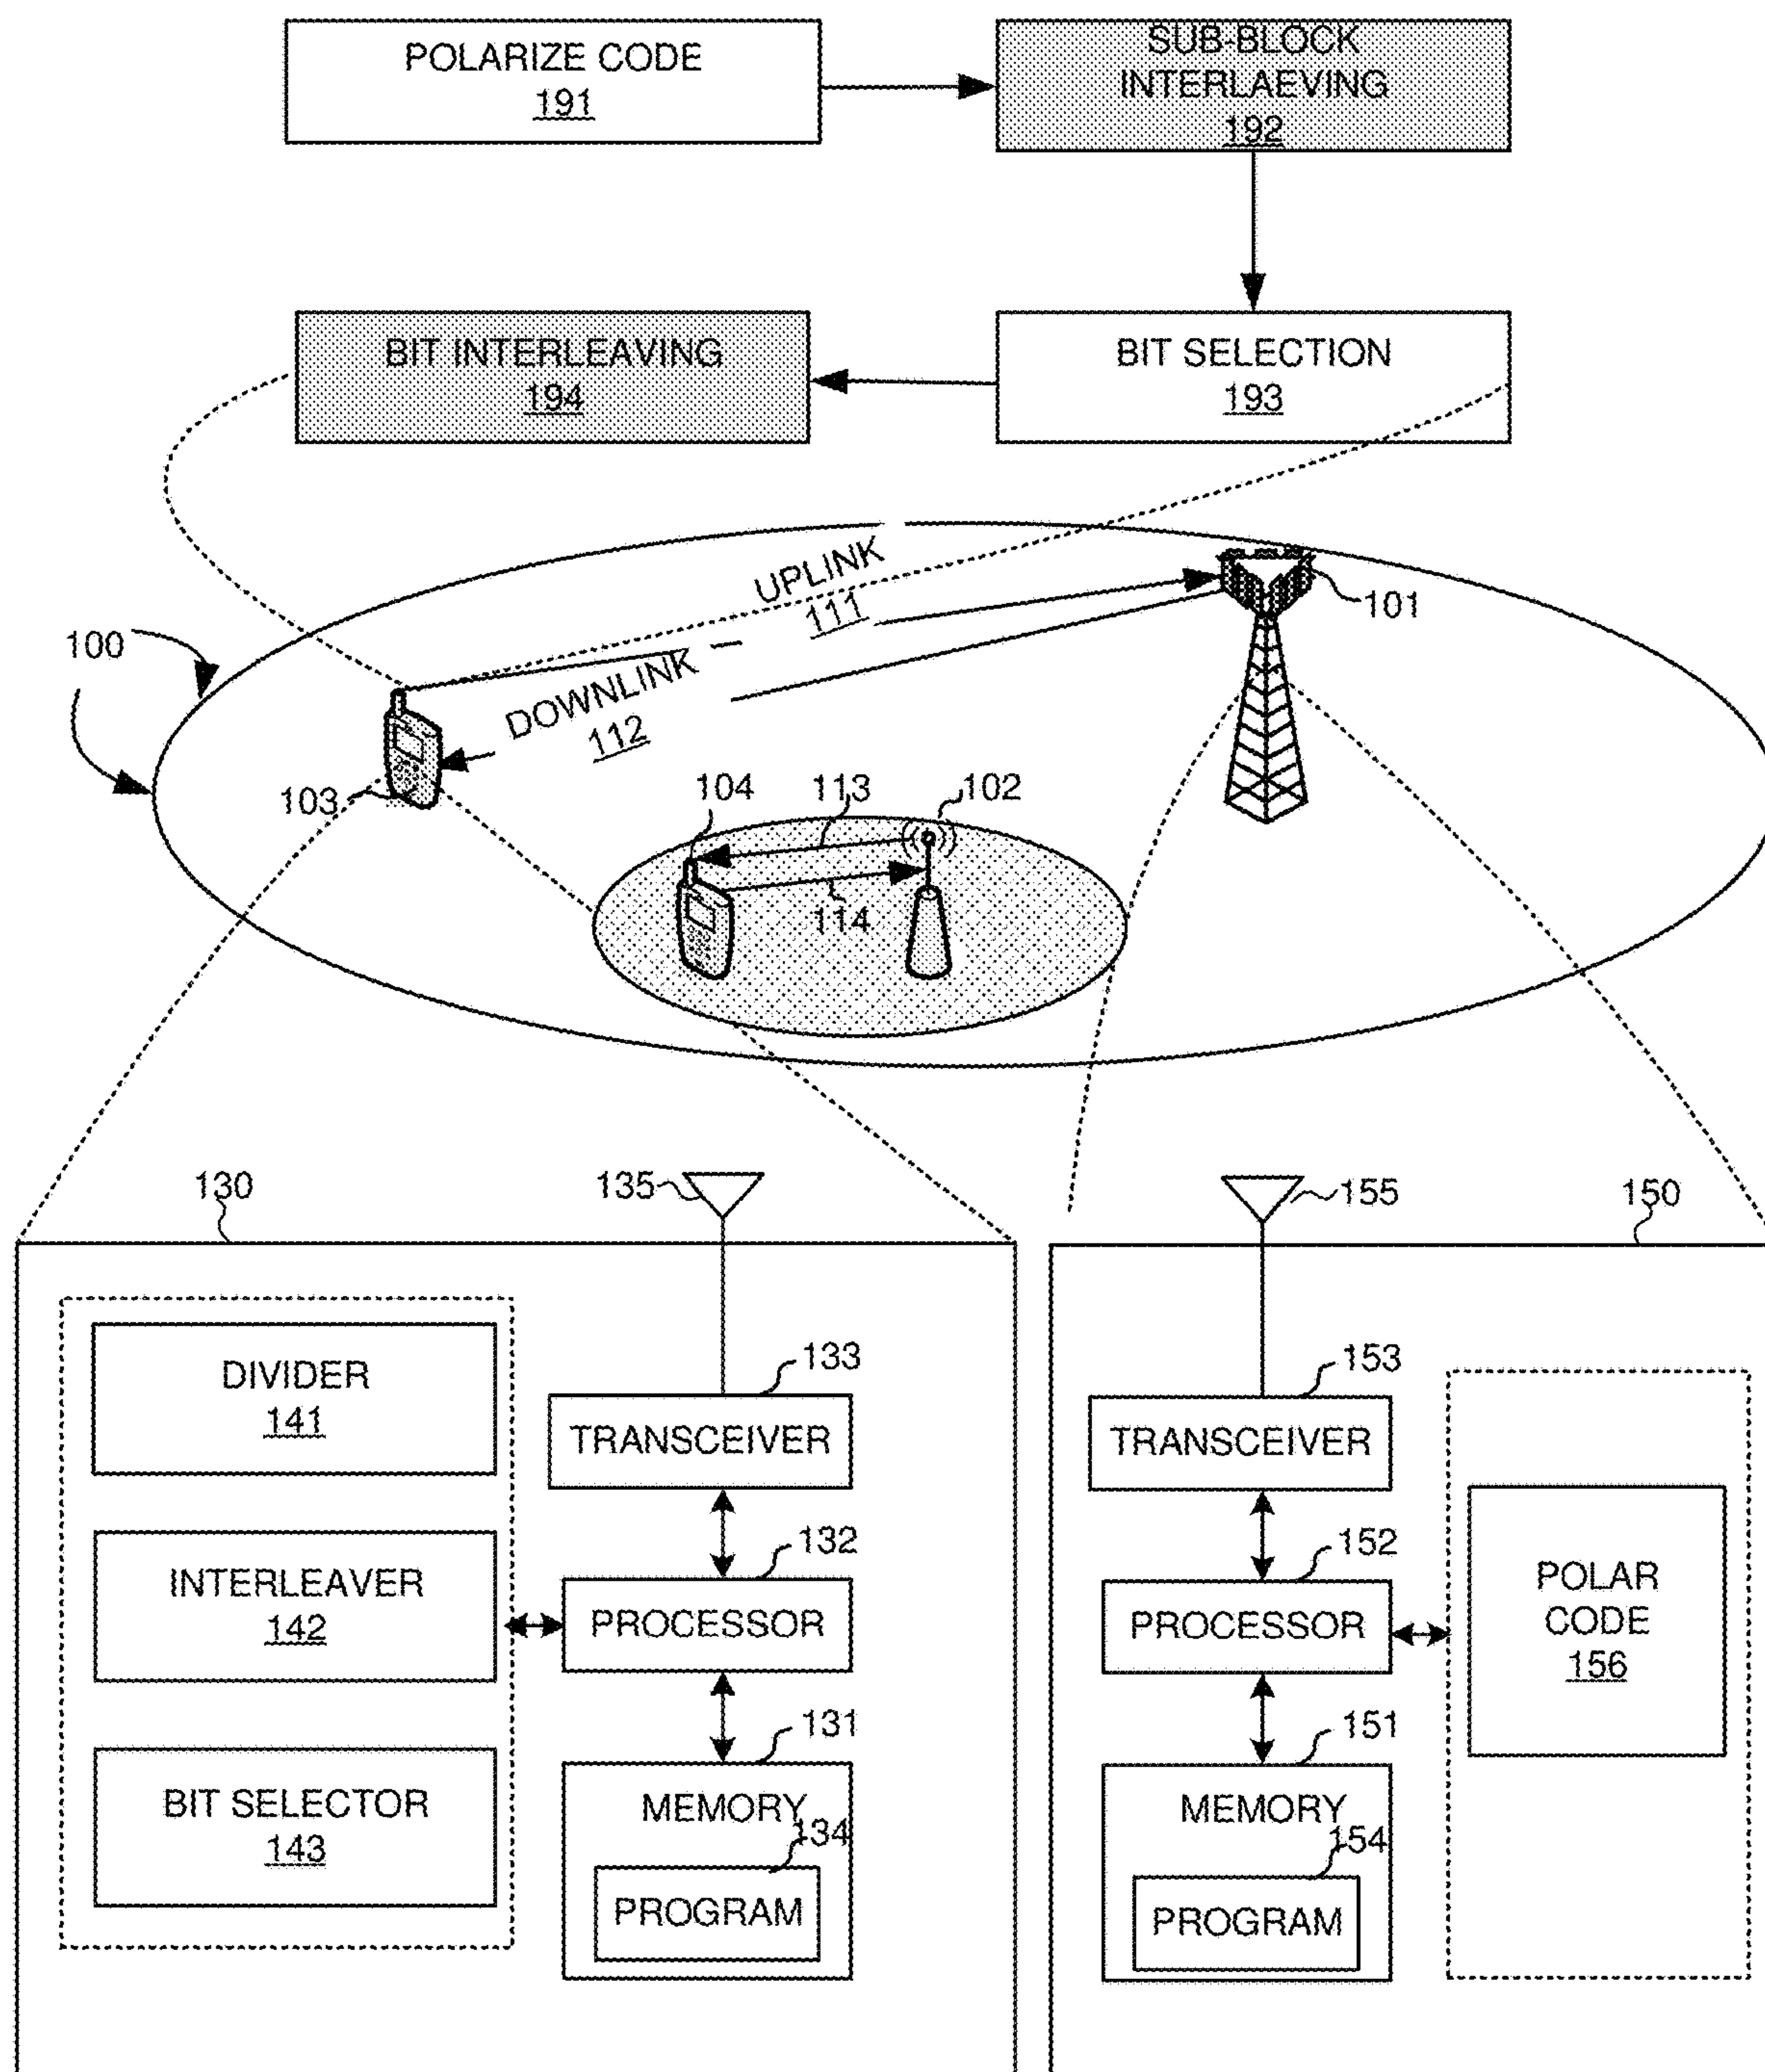 POLARIZE CODE
191
SUB-BLOCK
INTERLAEVING
192
BIT INTERLEAVING
194
BIT SELECTION
193
UPLINK
111
101
100
DOWNLINK
112
103
104
113
102
114
130
135
155
150
DIVIDER
141
133
TRANSCEIVER
153
TRANSCEIVER
INTERLEAVER
142
132
PROCESSOR
152
PROCESSOR
POLAR
CODE
156
BIT SELECTOR
143
131
MEMORY
134
PROGRAM
151
MEMORY
154
PROGRAM